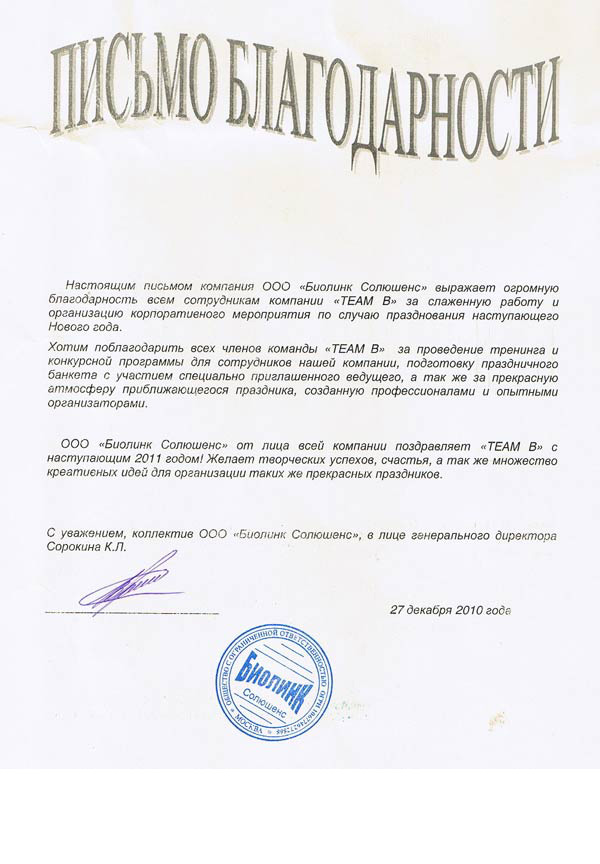 ПИСЬМО БЛАГОДАРНОСТИ
Настоящим письмом компания ООО «Биолинк Солюшенс» выражает огромную
благодарность всем сотрудникам компании «TEAM B» за слаженную работу и
организацию корпоративного мероприятия по случаю празднования наступающего
Нового года.
Хотим поблагодарить всех членов команды «TEAM B» за проведение тренинга и
конкурсной программы для сотрудников нашей компании, подготовку праздничного
банкета с участием специально приглашенного ведущего, а так же за прекрасную
атмосферу приближающегося праздника, созданную профессионалами и опытными
организаторами.
ООО «Биолинк Солюшенс» от лица всей компании поздравляет «TEAM B» с
наступающим 2011 годом! Желает творческих успехов, счастья, а так же множество
креативных идей для организации таких же прекрасных праздников.
С уважением, коллектив ООО «Биолинк Солюшенс», в лице генерального директора
Сорокина К.Л.
27 декабря 2010 года
ОБЩЕСТВО С ОГРАНИЧЕННОЙ ОТВЕТСТВЕННОСТЬЮ
Биолинк
Солюшенс
МОСКВА